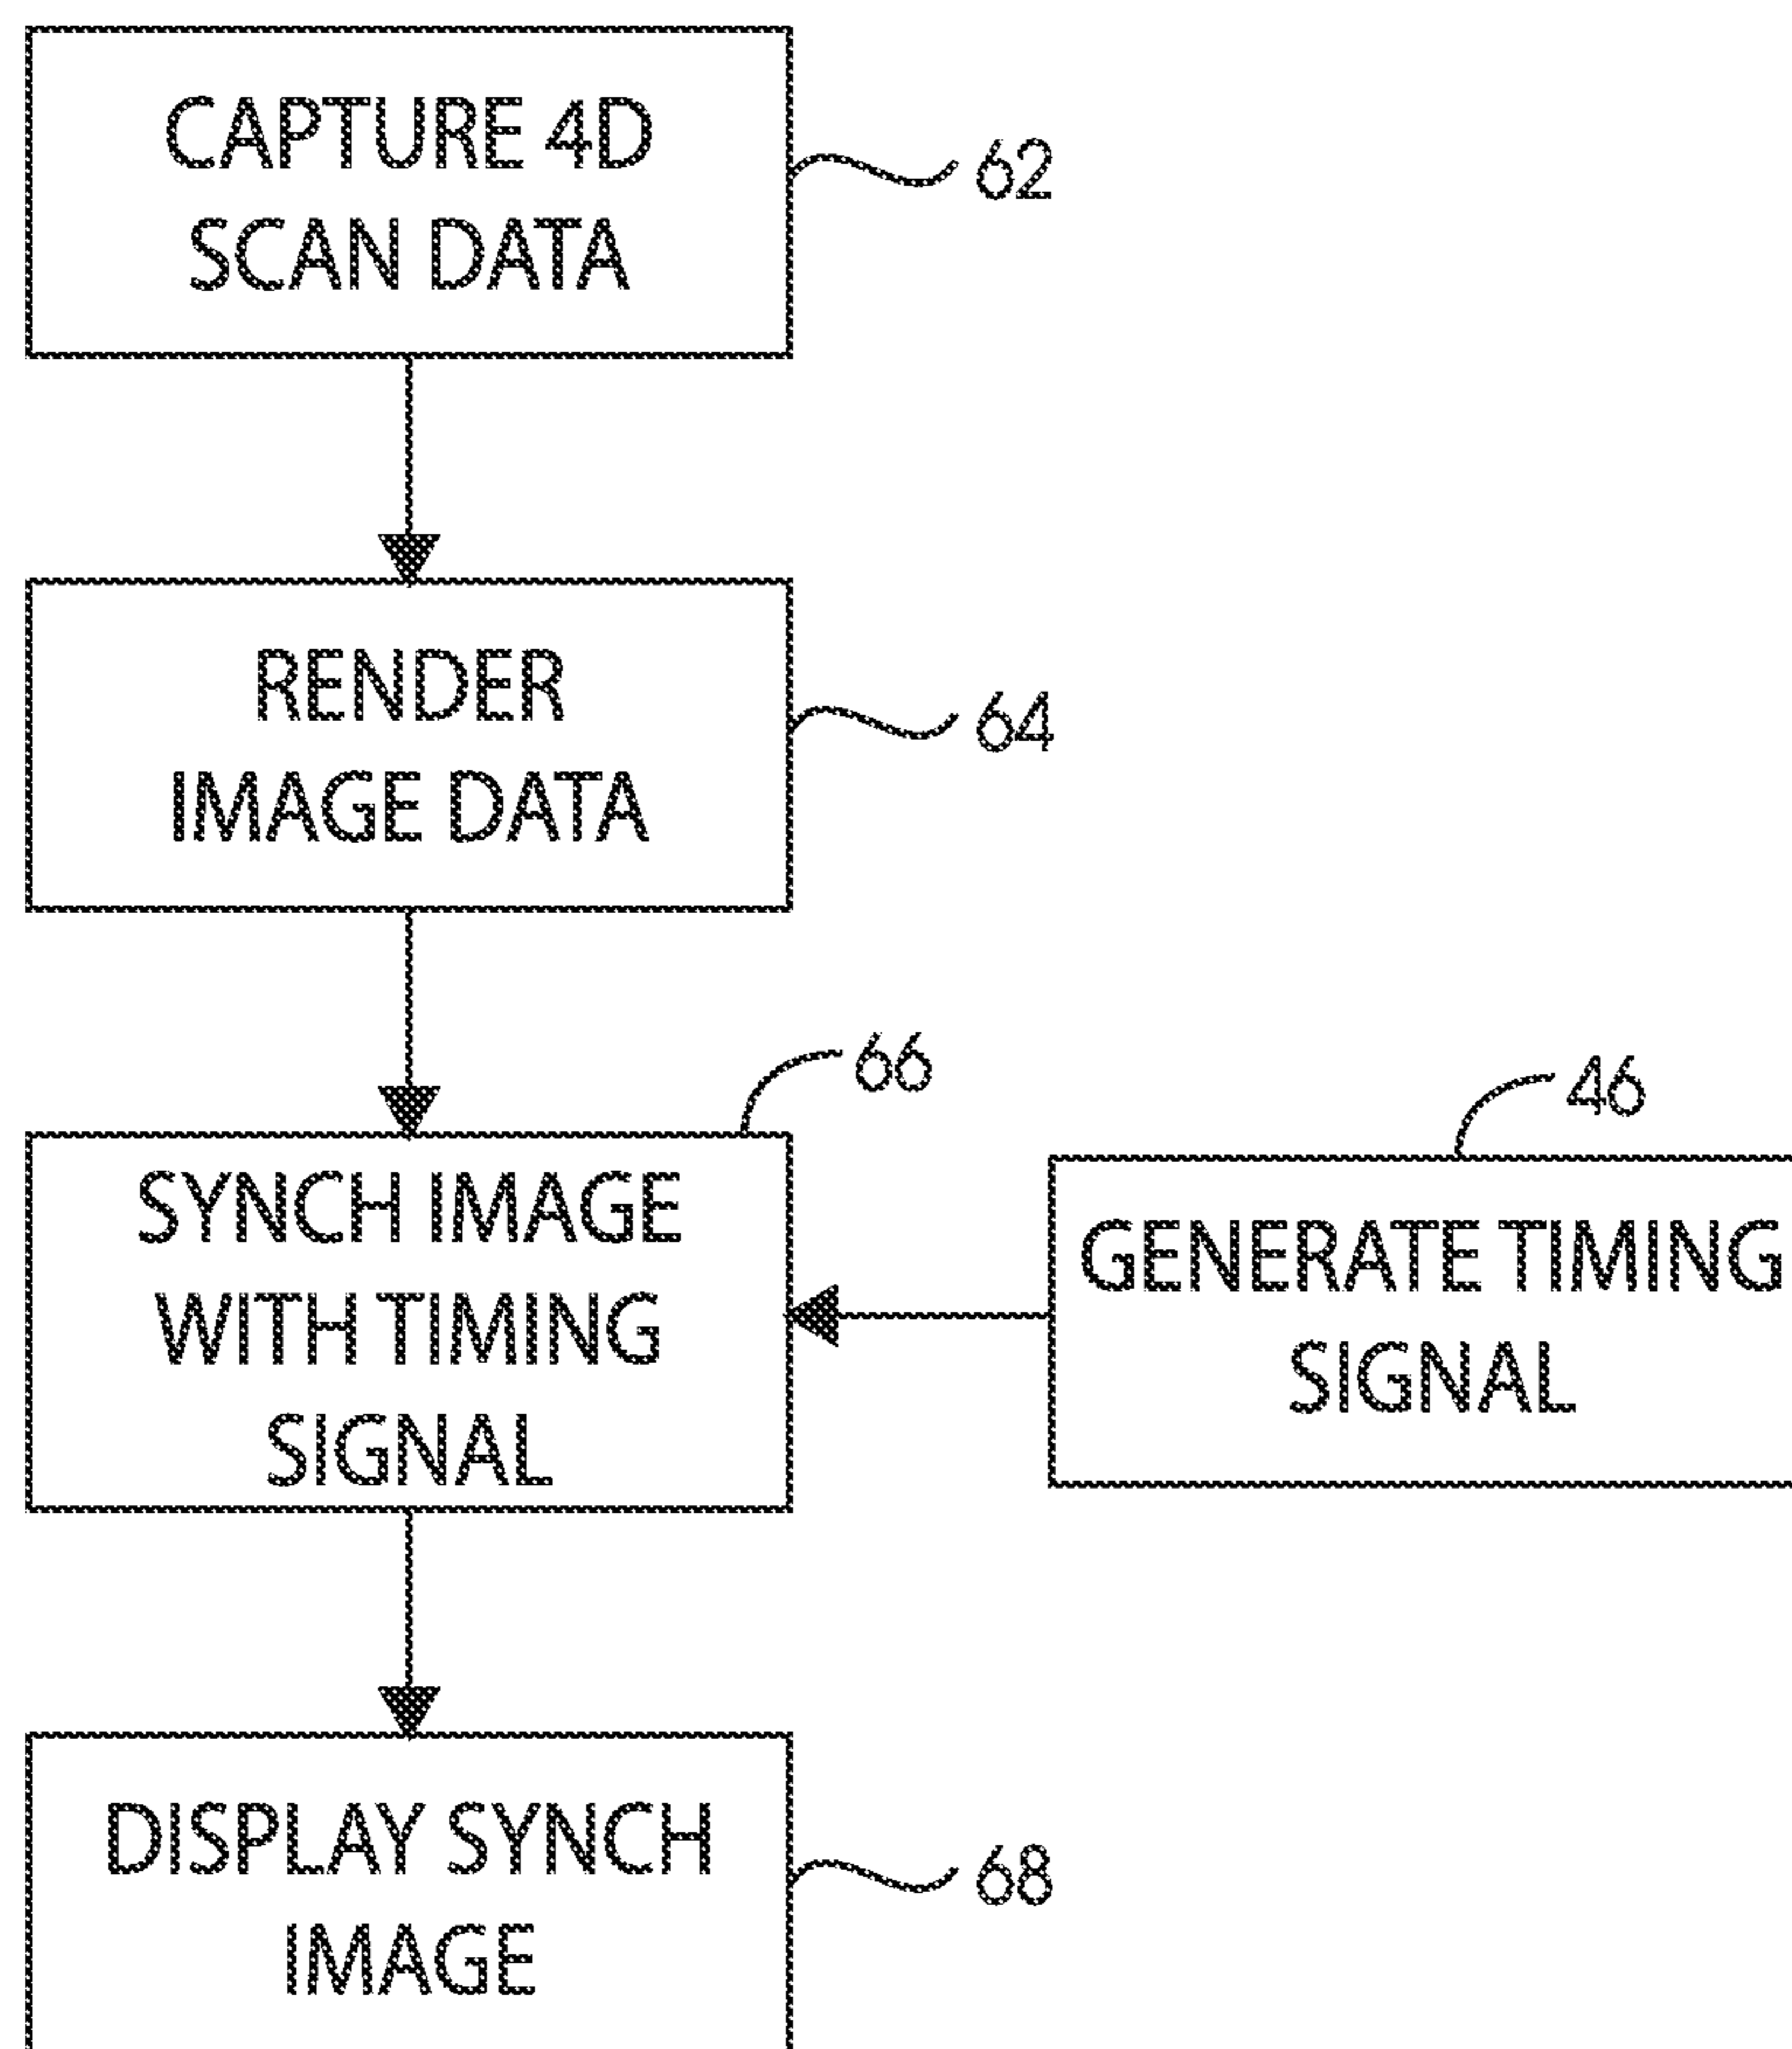 CAPTURE 4D
SCAN DATA
62
RENDER
IMAGE DATA
64
66
SYNCH IMAGE
WITH TIMING
SIGNAL
46
GENERATE TIMING
SIGNAL
DISPLAY SYNCH
IMAGE
68